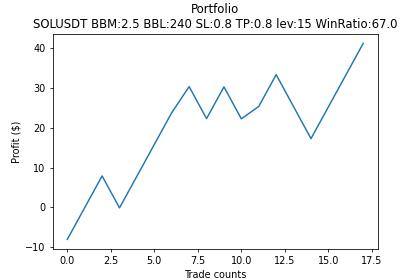 Portfolio
SOLUSDT BBM:2.5 BBL:240 SL:0.8 TP:0.8 lev:15 WinRatio:67.0
40
30
20
10
0
−10
Profit ($)
0.0 2.5 5.0 7.5 10.0 12.5 15.0 17.5
Trade counts